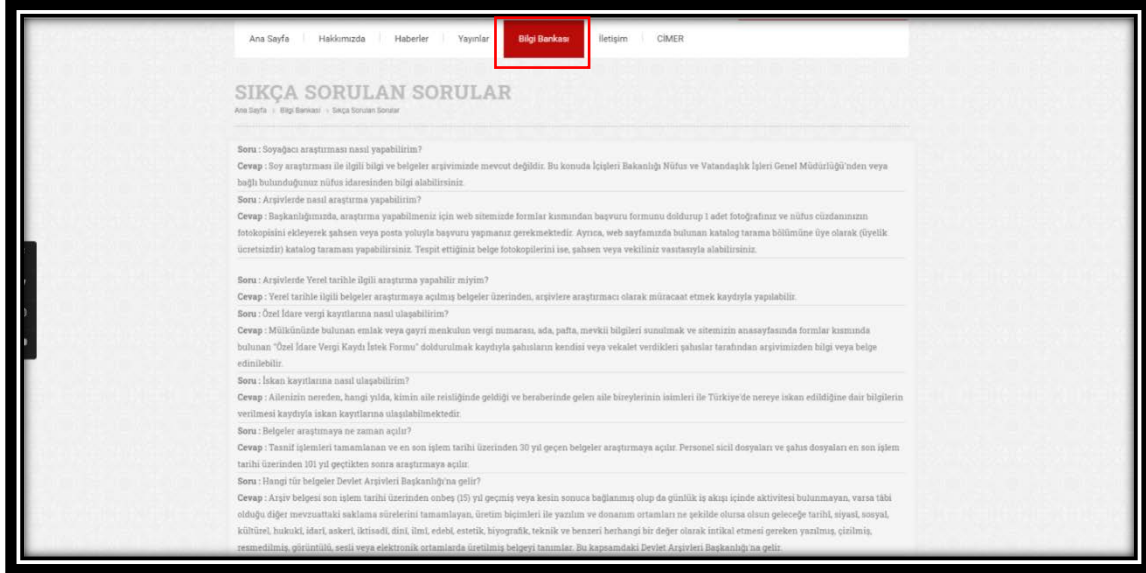 Ana Sayfa Hakkımızda Haberler Yayınlar Bilgi Bankası İletişim CİMER
SIKÇA SORULAN SORULAR
Ana Sayfa › Bilgi Bankası › Sıkça Sorulan Sorular
Soru : Soyağacı araştırması nasıl yapabilirim?
Cevap : Soy araştırması ile ilgili bilgi ve belgeler arşivimizde mevcut değildir. Bu konuda İçişleri Bakanlığı Nüfus ve Vatandaşlık İşleri Genel Müdürlüğü'nden veya
bağlı bulunduğunuz nüfus idaresinden bilgi alabilirsiniz.
Soru : Arşivlerde nasıl araştırma yapabilirim?
Cevap : Başkanlığımızda, araştırma yapabilmeniz için web sitemizde formlar kısmından başvuru formunu doldurup 1 adet fotoğrafınız ve nüfus cüzdanınızın
fotokopisini ekleyerek şahsen veya posta yoluyla başvuru yapmanız gerekmektedir. Ayrıca, web sayfamızda bulunan katalog tarama bölümüne üye olarak (üyelik
ücretsizdir) katalog taraması yapabilirsiniz. Tespit ettiğiniz belge fotokopilerini ise, şahsen veya vekiliniz vasıtasıyla alabilirsiniz.
Soru : Arşivlerde Yerel tarihle ilgili araştırma yapabilir miyim?
Cevap : Yerel tarihle ilgili belgeler araştırmaya açılmış belgeler üzerinden, arşivlere araştırmacı olarak müracaat etmek kaydıyla yapılabilir.
Soru : Özel İdare vergi kayıtlarına nasıl ulaşabilirim?
Cevap : Mülkünüzde bulunan emlak veya gayri menkulun vergi numarası, ada, pafta, mevkii bilgileri sunulmak ve sitemizin anasayfasında formlar kısmında
bulunan "Özel İdare Vergi Kaydı İstek Formu" doldurulmak kaydıyla şahısların kendisi veya vekalet verdikleri şahıslar tarafından arşivimizden bilgi veya belge
edinilebilir.
Soru : İskan kayıtlarına nasıl ulaşabilirim?
Cevap : Ailenizin nereden, hangi yılda, kimin aile reisliğinde geldiği ve beraberinde gelen aile bireylerinin isimleri ile Türkiye'de nereye iskan edildiğine dair bilgilerin
verilmesi kaydıyla iskan kayıtlarına ulaşılabilmektedir.
Soru : Belgeler araştırmaya ne zaman açılır?
Cevap : Tasnif işlemleri tamamlanan ve en son işlem tarihi üzerinden 30 yıl geçen belgeler araştırmaya açılır. Personel sicil dosyaları ve şahıs dosyaları en son işlem
tarihi üzerinden 101 yıl geçtikten sonra araştırmaya açılır.
Soru : Hangi tür belgeler Devlet Arşivleri Başkanlığı'na gelir?
Cevap : Arşiv belgesi son işlem tarihi üzerinden onbeş (15) yıl geçmiş veya kesin sonuca bağlanmış olup da günlük iş akışı içinde aktivitesi bulunmayan, varsa tâbi
olduğu diğer mevzuattaki saklama sürelerini tamamlayan, üretim biçimleri ile yazılım ve donanım ortamları ne şekilde olursa olsun geleceğe tarihî, siyasî, sosyal,
kültürel, hukukî, idarî, askerî, iktisadî, dinî, ilmî, edebî, estetik, biyografik, teknik ve benzeri herhangi bir değer olarak intikal etmesi gereken yazılmış, çizilmiş,
resmedilmiş, görüntülü, sesli veya elektronik ortamlarda üretilmiş belgeyi tanımlar. Bu kapsamdaki Devlet Arşivleri Başkanlığı'na gelir.